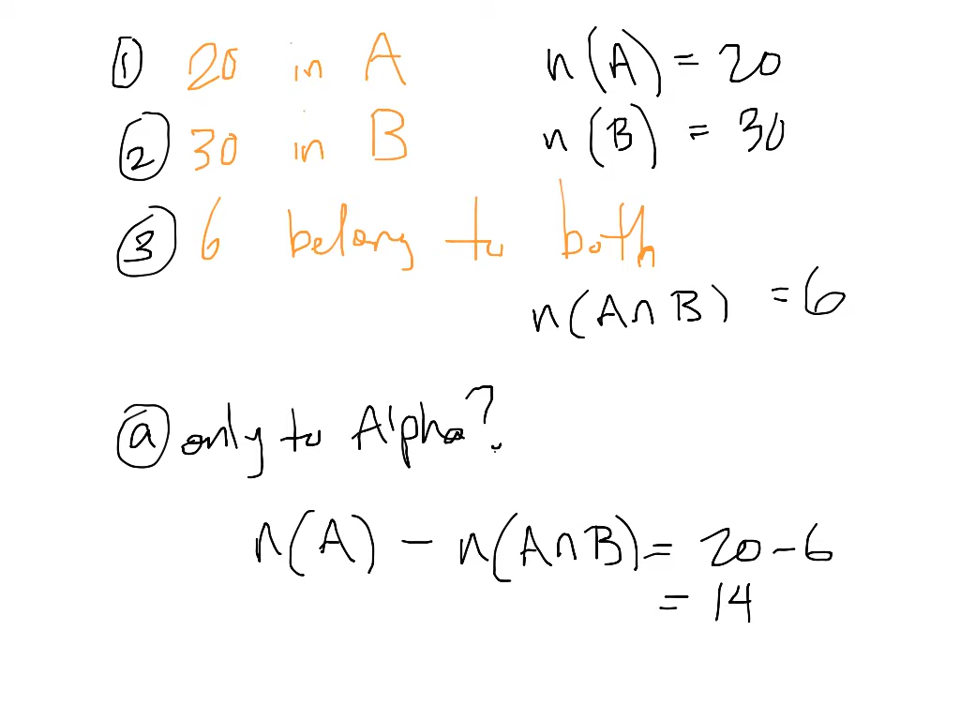 ① 20 in A n(A) = 20
② 30 in B n(B) = 30
③ 6 belong to both
n(A∩B) = 6
ⓐ only to Alpha?
n(A) − n(A∩B) = 20 − 6
= 14